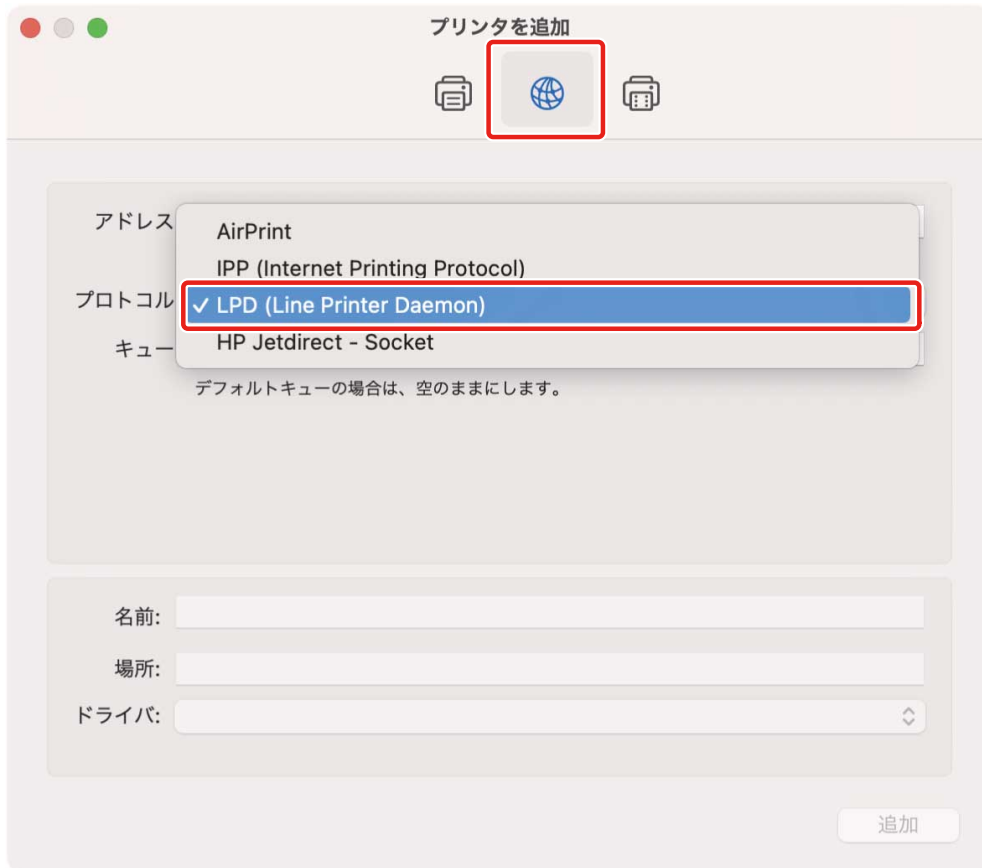 プリンタを追加
アドレス
AirPrint
IPP (Internet Printing Protocol)
プロトコル
✓ LPD (Line Printer Daemon)
キュー
HP Jetdirect - Socket
デフォルトキューの場合は、空のままにします。
名前:
場所:
ドライバ:
追加